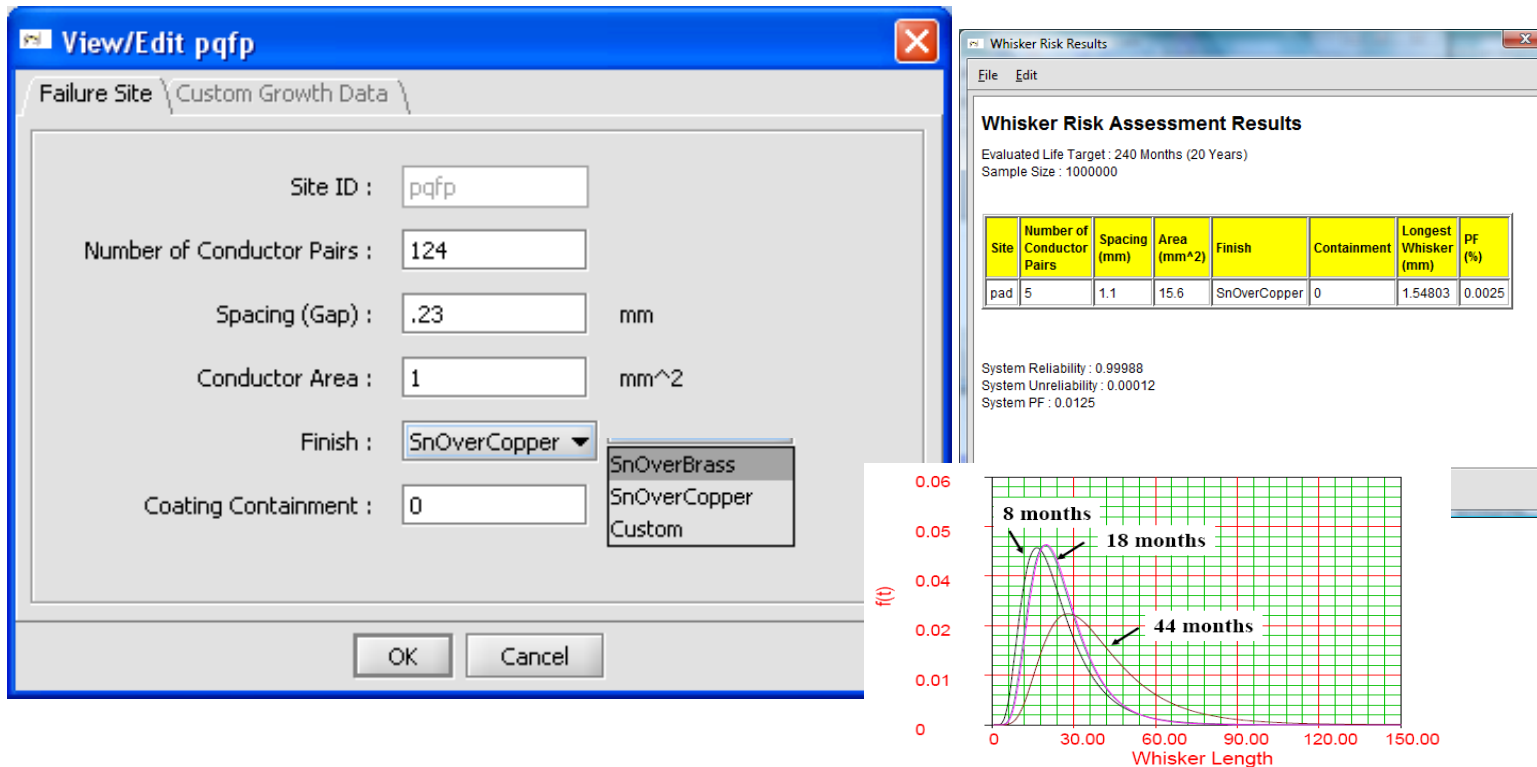 View/Edit pqfp
Failure Site
Custom Growth Data
Site ID : pqfp
Number of Conductor Pairs : 124
Spacing (Gap) : .23 mm
Conductor Area : 1 mm^2
Finish : SnOverCopper
SnOverBrass
SnOverCopper
Custom
Coating Containment : 0
OK Cancel
Whisker Risk Results
File Edit
Whisker Risk Assessment Results
Evaluated Life Target : 240 Months (20 Years)
Sample Size : 1000000
Site Number of Conductor Pairs Spacing (mm) Area (mm^2) Finish Containment Longest Whisker (mm) PF (%)
pad 5 1.1 15.6 SnOverCopper 0 1.54803 0.0025
System Reliability : 0.99988
System Unreliability : 0.00012
System PF : 0.0125
0.06
0.05
0.04
0.02
0.01
0
f(t)
8 months
18 months
44 months
0 30.00 60.00 90.00 120.00 150.00
Whisker Length